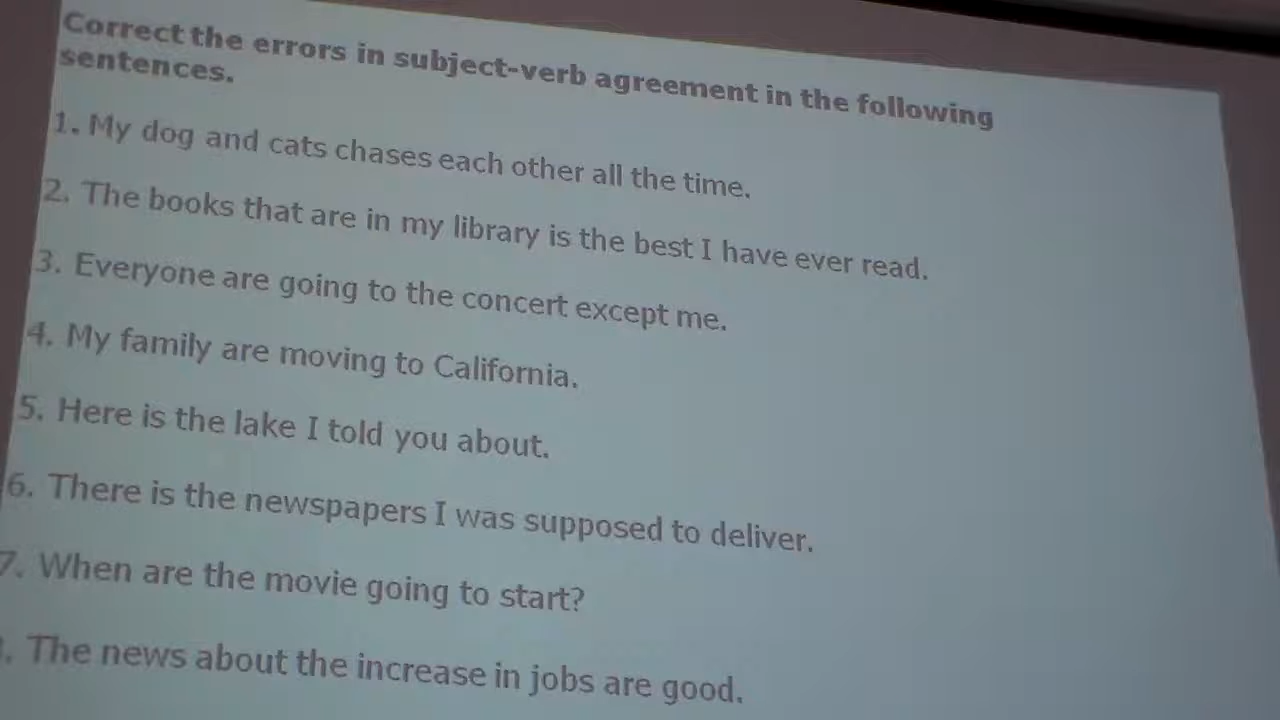 Correct the errors in subject-verb agreement in the following
sentences.
1. My dog and cats chases each other all the time.
2. The books that are in my library is the best I have ever read.
3. Everyone are going to the concert except me.
4. My family are moving to California.
5. Here is the lake I told you about.
6. There is the newspapers I was supposed to deliver.
7. When are the movie going to start?
. The news about the increase in jobs are good.